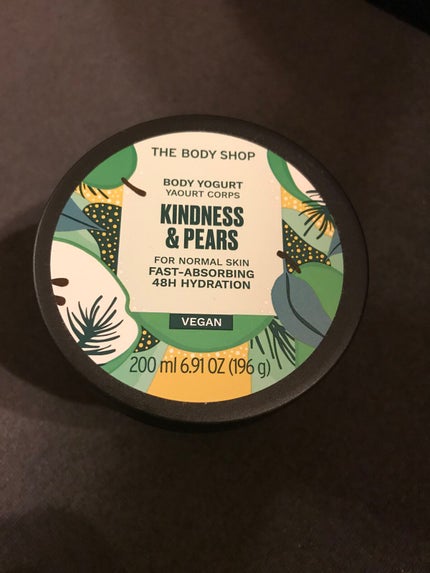 THE BODY SHOP
BODY YOGURT
YAOURT CORPS
KINDNESS
& PEARS
FOR NORMAL SKIN
FAST-ABSORBING
48H HYDRATION
VEGAN
200 ml 6.91 OZ (196 g)